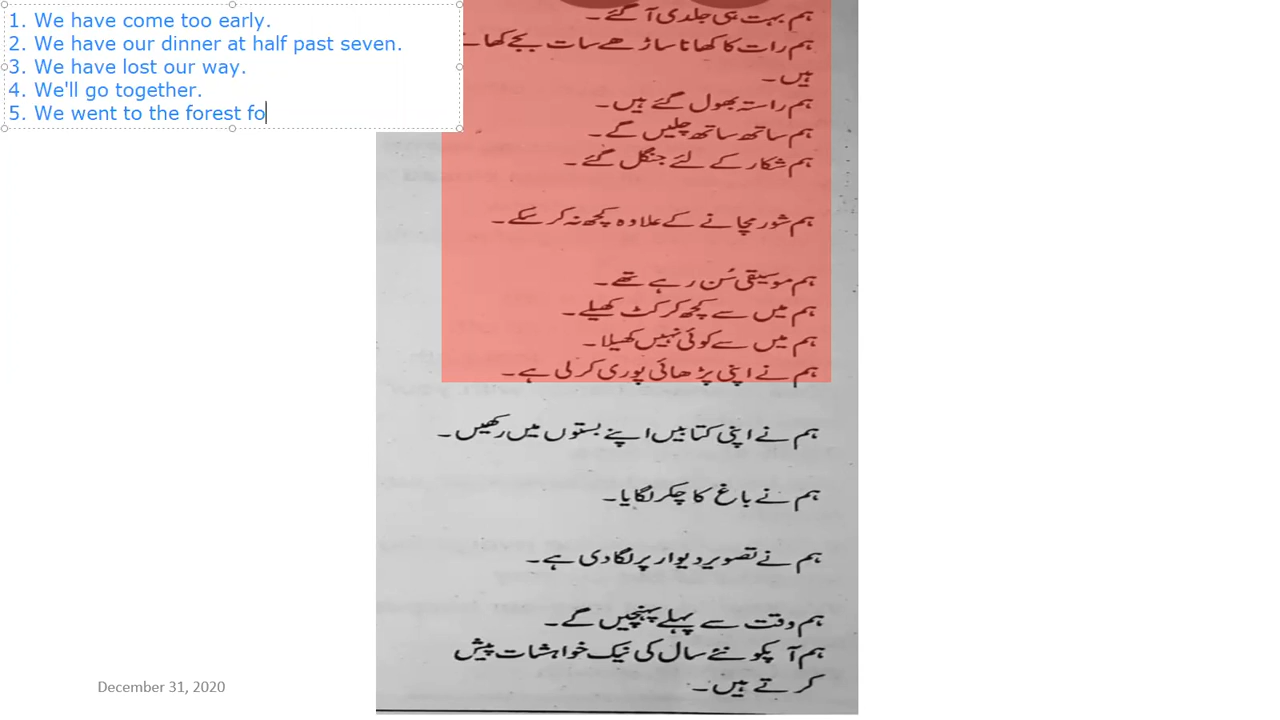 1. We have come too early.
2. We have our dinner at half past seven.
3. We have lost our way.
4. We'll go together.
5. We went to the forest fo
ہم بہت ہی جلدی آ گئے۔
ہم رات کا کھانا ساڑھے سات بجے کھاتے
ہیں۔
ہم راستہ بھول گئے ہیں۔
ہم ساتھ ساتھ چلیں گے۔
ہم شکار کے لئے جنگل گئے۔
ہم شور مچانے کے علاوہ کچھ نہ کر سکے۔
ہم موسیقی سُن رہے تھے۔
ہم میں سے کچھ کرکٹ کھیلے۔
ہم میں سے کوئی نہیں کھیلا۔
ہم نے اپنی پڑھائی پوری کر لی ہے۔
ہم نے اپنی کتابیں اپنے بستوں میں رکھیں۔
ہم نے باغ کا چکر لگایا۔
ہم نے تصویر دیوار پر لگا دی ہے۔
ہم وقت سے پہلے پہنچیں گے۔
ہم آپکو نئے سال کی نیک خواہشات پیش
کرتے ہیں۔
December 31, 2020